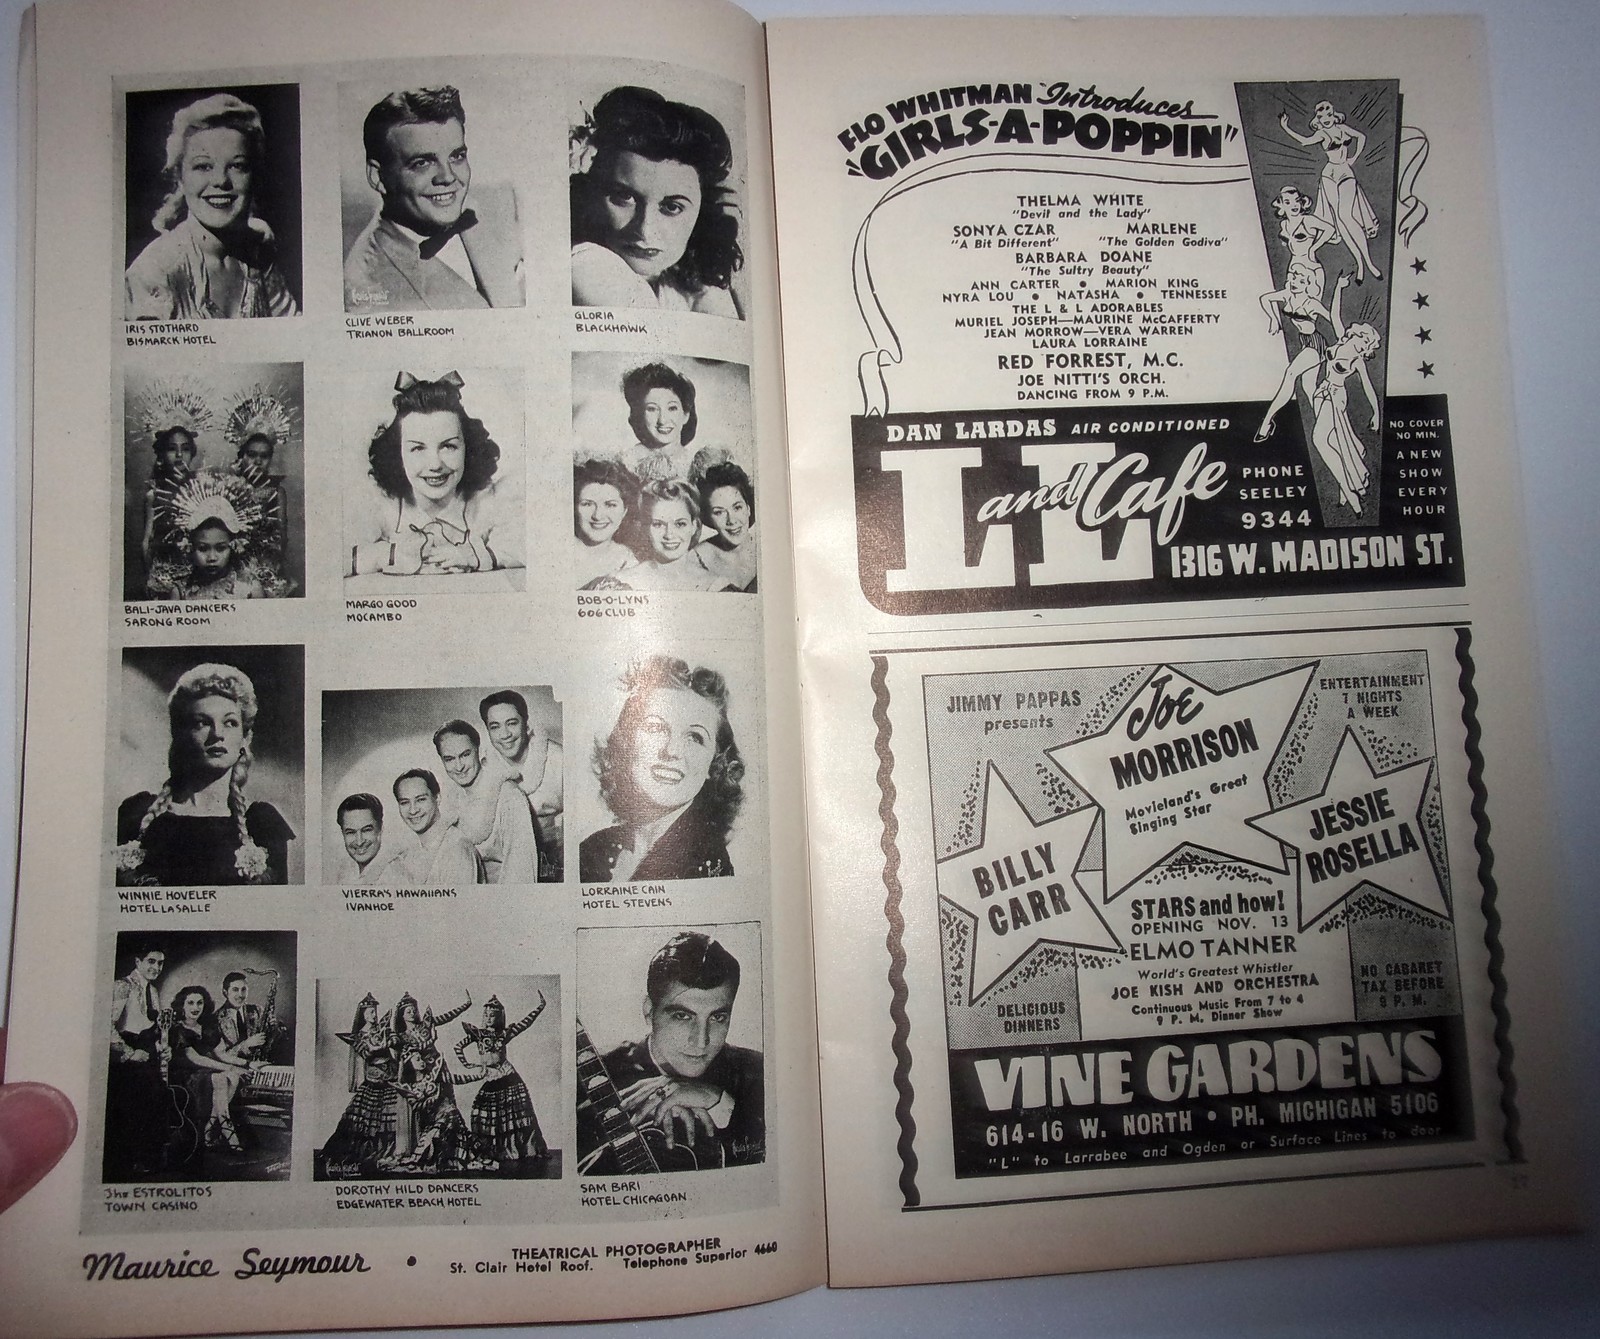 IRIS STOTHARD
BISMARCK HOTEL
CLIVE WEBER
TRIANON BALLROOM
GLORIA
BLACKHAWK
BALI-JAVA DANCERS
SARONG ROOM
MARGO GOOD
MOCAMBO
BOB-O-LYNS
606 CLUB
WINNIE HOVELER
HOTEL LASALLE
VIERRA'S HAWAIIANS
IVANHOE
LORRAINE CAIN
HOTEL STEVENS
The ESTROLITOS
TOWN CASINO
DOROTHY HILD DANCERS
EDGEWATER BEACH HOTEL
SAM BARI
HOTEL CHICAGOAN
Maurice Seymour •
THEATRICAL PHOTOGRAPHER
St. Clair Hotel Roof. Telephone Superior 4660
FLO WHITMAN Introduces
"GIRLS-A-POPPIN"
THELMA WHITE
"Devil and the Lady"
SONYA CZAR MARLENE
"A Bit Different" "The Golden Godiva"
BARBARA DOANE
"The Sultry Beauty"
ANN CARTER • MARION KING
NYRA LOU • NATASHA • TENNESSEE
THE L & L ADORABLES
MURIEL JOSEPH—MAURINE McCAFFERTY
JEAN MORROW—VERA WARREN
LAURA LORRAINE
RED FORREST, M.C.
JOE NITTI'S ORCH.
DANCING FROM 9 P.M.
DAN LARDAS AIR CONDITIONED
L and L Cafe
PHONE
SEELEY
9344
NO COVER
NO MIN.
A NEW
SHOW
EVERY
HOUR
1316 W. MADISON ST.
JIMMY PAPPAS
presents
JOE
MORRISON
Movieland's Great
Singing Star
ENTERTAINMENT
7 NIGHTS
A WEEK
BILLY
CARR
JESSIE
ROSELLA
STARS and how!
OPENING NOV. 13
ELMO TANNER
World's Greatest Whistler
JOE KISH AND ORCHESTRA
Continuous Music From 7 to 4
9 P. M. Dinner Show
DELICIOUS
DINNERS
NO CABARET
TAX BEFORE
9 P. M.
VINE GARDENS
614-16 W. NORTH • PH. MICHIGAN 5106
"L" to Larrabee and Ogden or Surface Lines to door